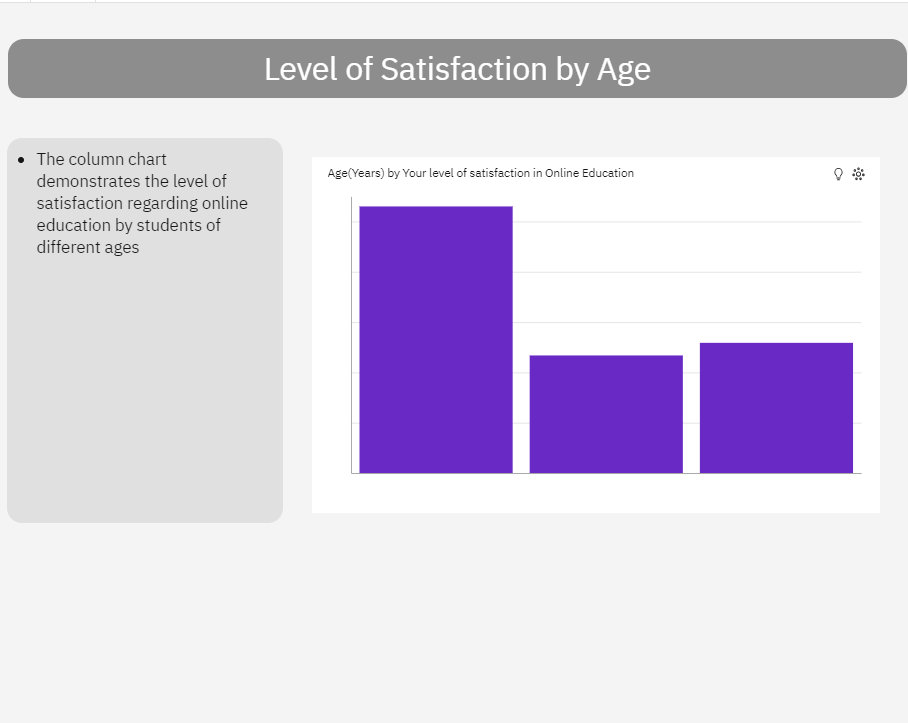 Level of Satisfaction by Age
• The column chart
demonstrates the level of
satisfaction regarding online
education by students of
different ages
Age(Years) by Your level of satisfaction in Online Education